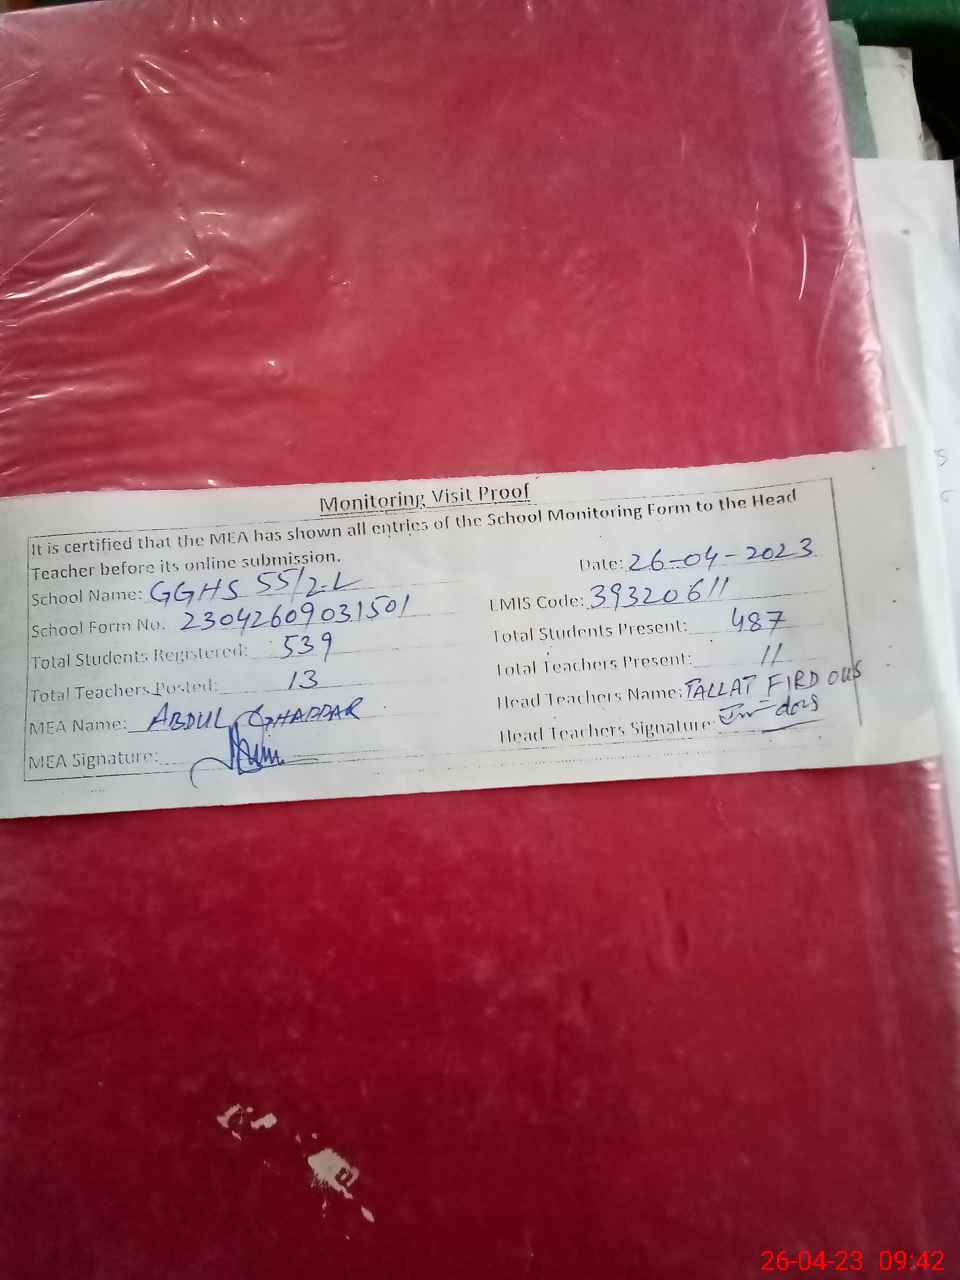 Monitoring Visit Proof
It is certified that the MEA has shown all entries of the School Monitoring Form to the Head
Teacher before its online submission.
Date: 26-04-2023
School Name: GGHS 55/2-L
EMIS Code: 39320611
School Form No. 23042609031501
Total Students Present: 487
Total Students Registered: 539
Total Teachers Present: 11
Total Teachers Posted: 13
Head Teachers Name: TALLAT FIRDOUS
MEA Name: ABDUL GHAFFAR
Head Teachers Signature:
MEA Signature:
26-04-23 09:42